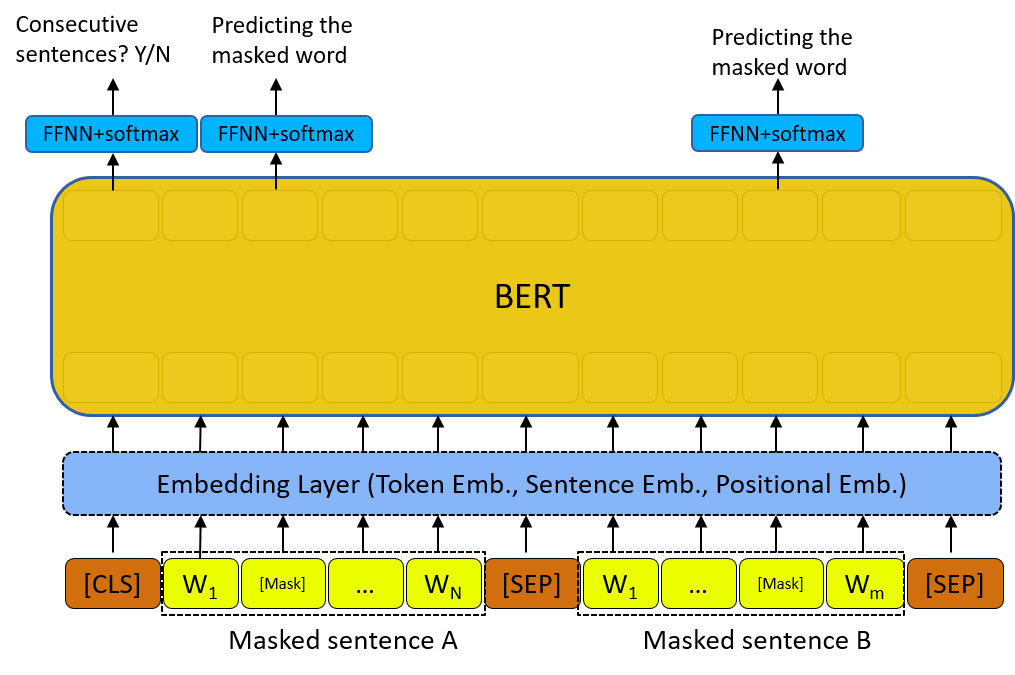 Consecutive
sentences? Y/N
Predicting the
masked word
Predicting the
masked word
FFNN+softmax
FFNN+softmax
FFNN+softmax
BERT
Embedding Layer (Token Emb., Sentence Emb., Positional Emb.)
[CLS] W1 [Mask] ... WN [SEP] W1 ... [Mask] Wm [SEP]
Masked sentence A
Masked sentence B